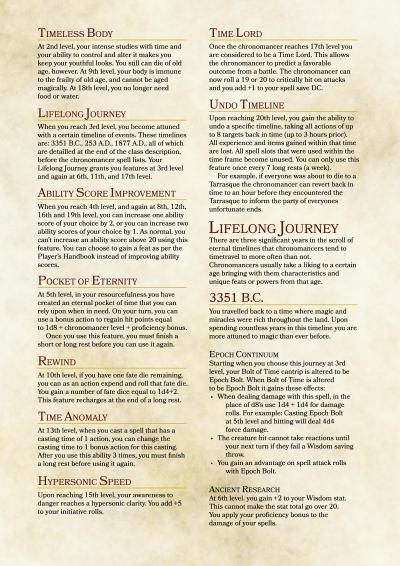 TIMELESS BODY
At 2nd level, your intense studies with time and
your ability to control and alter it makes you
keep your youthful looks. You still can die of old
age, however. At 9th level, your body is immune
to the frailty of old age, and cannot be aged
magically. At 18th level, you no longer need
food or water.
LIFELONG JOURNEY
When you reach 3rd level, you become attuned
with a certain timeline of events. These timelines
are: 3351 B.C., 253 A.D., 1877 A.D., all of which
are detailed at the end of the class description,
before the chronomancer spell lists. Your
Lifelong Journey grants you features at 3rd level
and again at 6th, 11th, and 17th level.
ABILITY SCORE IMPROVEMENT
When you reach 4th level, and again at 8th, 12th,
16th and 19th level, you can increase one ability
score of your choice by 2, or you can increase two
ability scores of your choice by 1. As normal, you
can't increase an ability score above 20 using this
feature. You can choose to gain a feat as per the
Player's Handbook instead of improving ability
scores.
POCKET OF ETERNITY
At 5th level, in your resourcefulness you have
created an eternal pocket of time that you can
rely upon when in need. On your turn, you can
use a bonus action to regain hit points equal
to 1d8 + chronomancer level + proficiency bonus.
Once you use this feature, you must finish a
short or long rest before you can use it again.
REWIND
At 10th level, if you have one fate die remaining,
you can as an action expend and roll that fate die.
You gain a number of fate dice equal to 1d4+2.
This feature recharges at the end of a long rest.
TIME ANOMALY
At 13th level, when you cast a spell that has a
casting time of 1 action, you can change the
casting time to 1 bonus action for this casting.
After you use this ability 3 times, you must finish
a long rest before using it again.
HYPERSONIC SPEED
Upon reaching 15th level, your awareness to
danger reaches a hypersonic clarity. You add +5
to your initiative rolls.
TIME LORD
Once the chronomancer reaches 17th level you
are considered to be a Time Lord. This allows
the chronomancer to predict a favorable
outcome from a battle. The chronomancer can
now roll a 19 or 20 to critically hit on attacks
and you add +1 to your spell save DC.
UNDO TIMELINE
Upon reaching 20th level, you gain the ability to
undo a specific timeline, taking all actions of up
to 8 targets back in time (up to 3 hours prior).
All experience and items gained within that time
are lost. All spell slots that were used within the
time frame become unused. You can only use this
feature once every 7 long rests (a week).
For example, if everyone was about to die to a
Tarrasque the chronomancer can revert back in
time to an hour before they encountered the
Tarrasque to inform the party of everyones
unfortunate ends.
LIFELONG JOURNEY
There are three significant years in the scroll of
eternal timelines that chronomancers tend to
timetravel to more often than not.
Chronomancers usually take a liking to a certain
age bringing with them characteristics and
unique feats or powers from that age.
3351 B.C.
You travelled back to a time where magic and
miracles were rich throughout the land. Upon
spending countless years in this timeline you are
more attuned to magic than ever before.
EPOCH CONTINUUM
Starting when you choose this journey at 3rd
level, your Bolt of Time cantrip is altered to be
Epoch Bolt. When Bolt of Time is altered
to be Epoch Bolt it gains these effects:
• When dealing damage with this spell, in the
place of d8's use 1d4 + 1d4 for damage
rolls. For example: Casting Epoch Bolt
at 5th level and hitting will deal 4d4
force damage.
• The creature hit cannot take reactions until
your next turn if they fail a Wisdom saving
throw.
• You gain an advantage on spell attack rolls
with Epoch Bolt.
ANCIENT RESEARCH
At 6th level, you gain +2 to your Wisdom stat.
This cannot make the stat total go over 20.
You apply your proficiency bonus to the
damage of your spells.